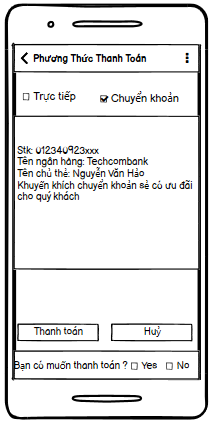 Phương Thức Thanh Toán
Trực tiếp
Chuyển khoản
Stk: 012340923xxx
Tên ngân hàng: Techcombank
Tên chủ thẻ: Nguyễn Văn Hảo
Khuyến khích chuyển khoản sẽ có ưu đãi
cho quý khách
Thanh toán
Huỷ
Bạn có muốn thanh toán ? Yes No